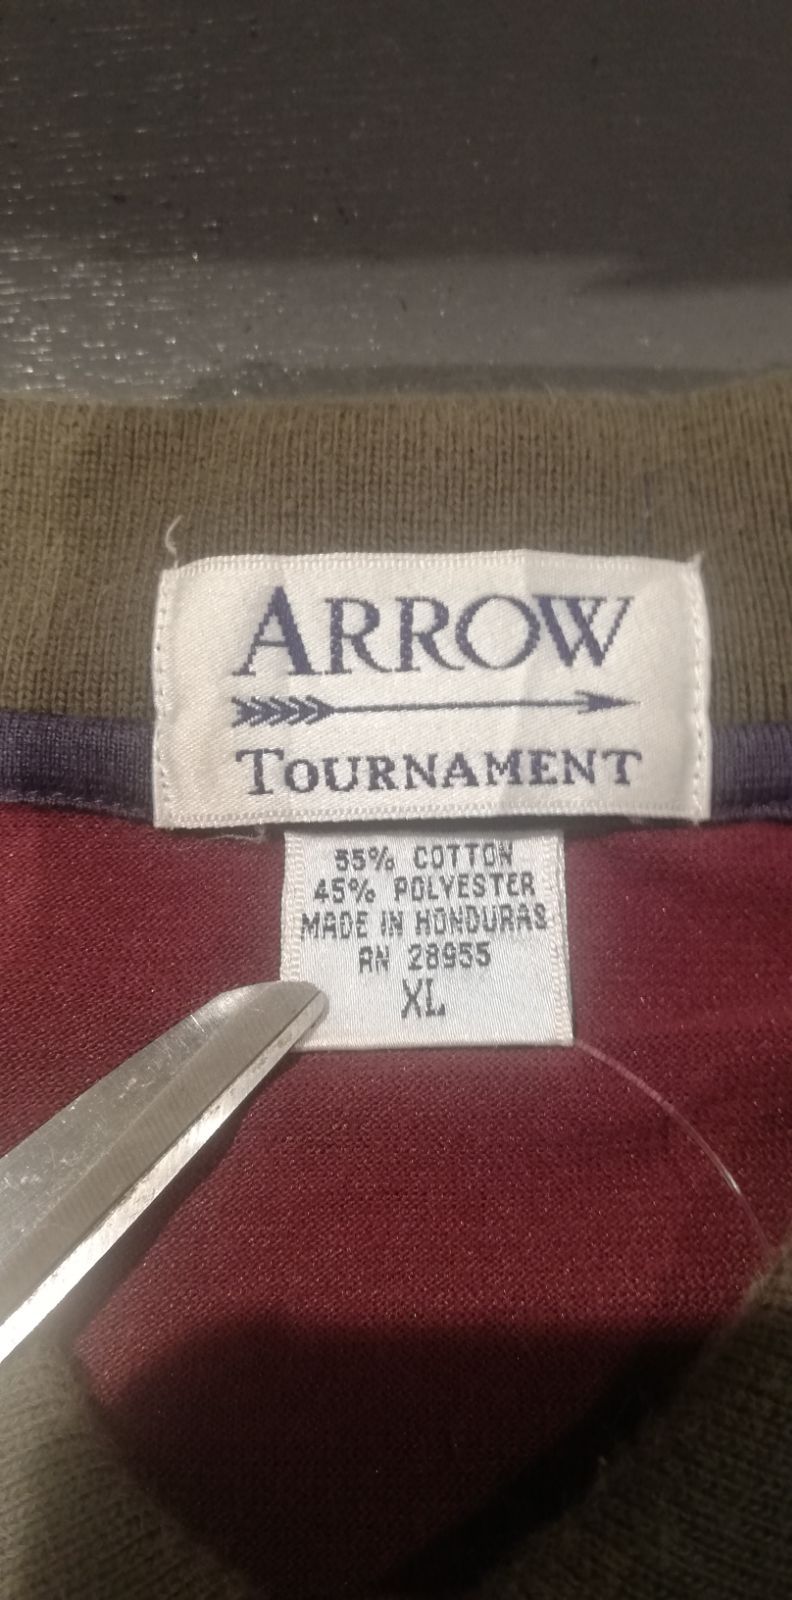 ARROW
TOURNAMENT
55% COTTON
45% POLYESTER
MADE IN HONDURAS
RN 28955
XL